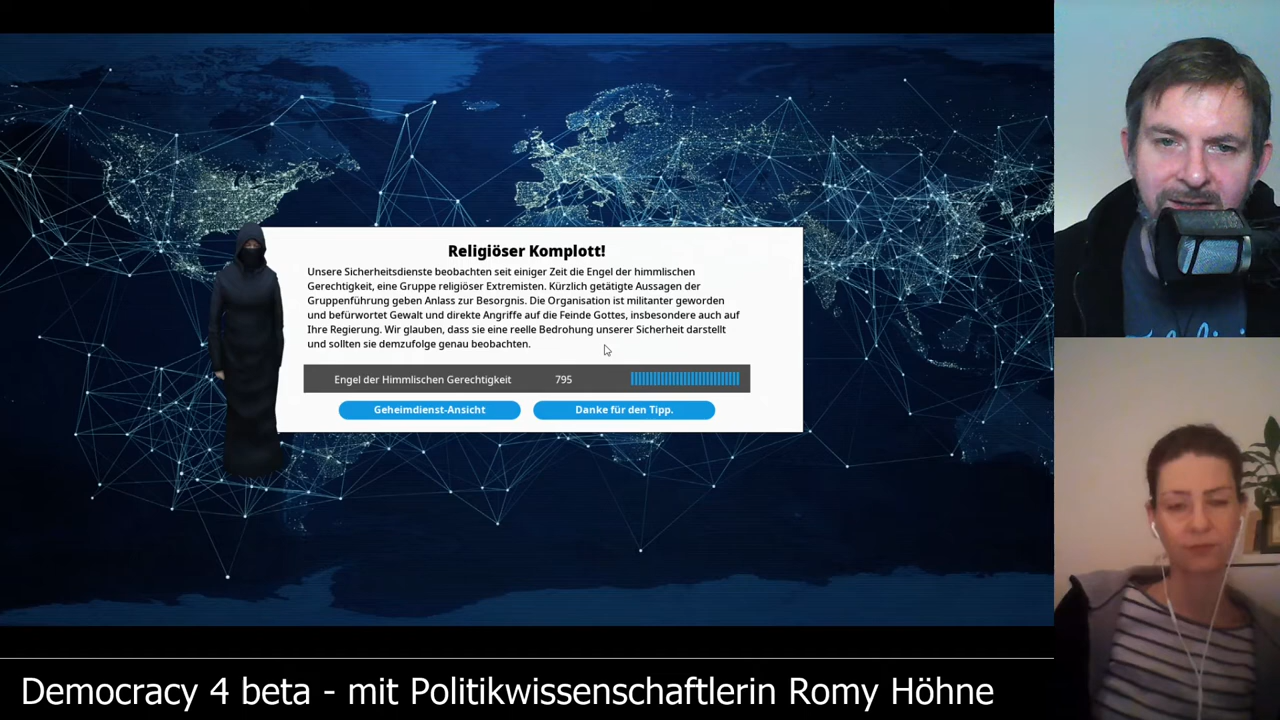 Religiöser Komplott!
Unsere Sicherheitsdienste beobachten seit einiger Zeit die Engel der himmlischen
Gerechtigkeit, eine Gruppe religiöser Extremisten. Kürzlich getätigte Aussagen der
Gruppenführung geben Anlass zur Besorgnis. Die Organisation ist militanter geworden
und befürwortet Gewalt und direkte Angriffe auf die Feinde Gottes, insbesondere auch auf
Ihre Regierung. Wir glauben, dass sie eine reelle Bedrohung unserer Sicherheit darstellt
und sollten sie demzufolge genau beobachten.
Engel der Himmlischen Gerechtigkeit 795
Geheimdienst-Ansicht Danke für den Tipp.
Democracy 4 beta - mit Politikwissenschaftlerin Romy Höhne